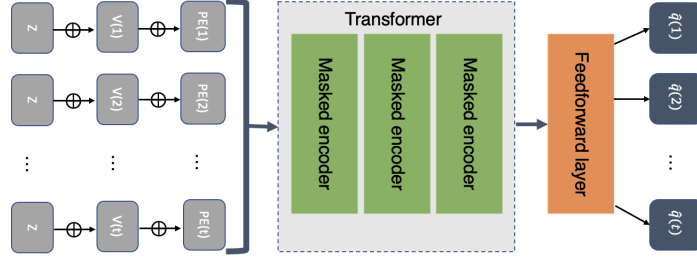 Transformer
Z V(1) PE(1)
Z V(2) PE(2)
... ... ...
Z V(t) PE(t)
Masked encoder
Masked encoder
Masked encoder
Feedforward layer
q̂(1)
q̂(2)
...
q̂(t)